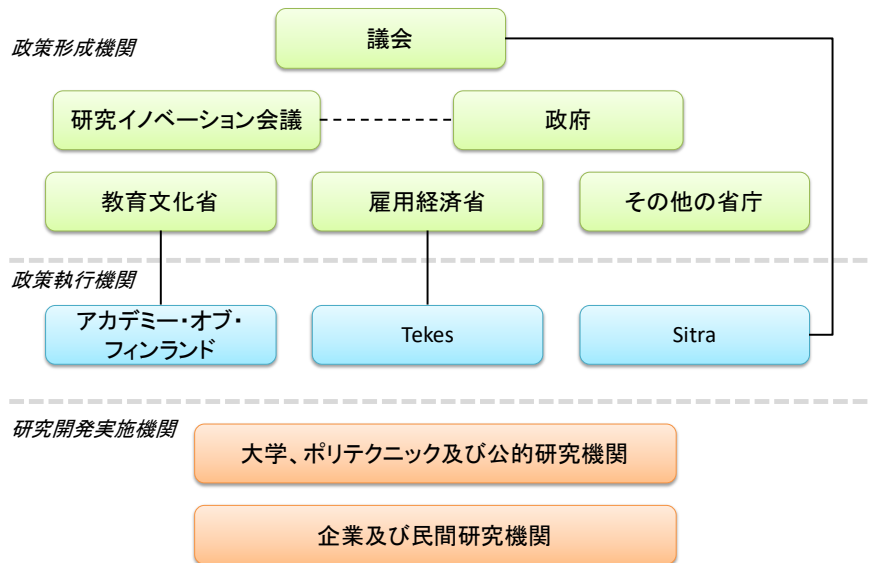 議会
政策形成機関
研究イノベーション会議
政府
教育文化省
雇用経済省
その他の省庁
政策執行機関
アカデミー・オブ・
フィンランド
Tekes
Sitra
研究開発実施機関
大学、ポリテクニック及び公的研究機関
企業及び民間研究機関